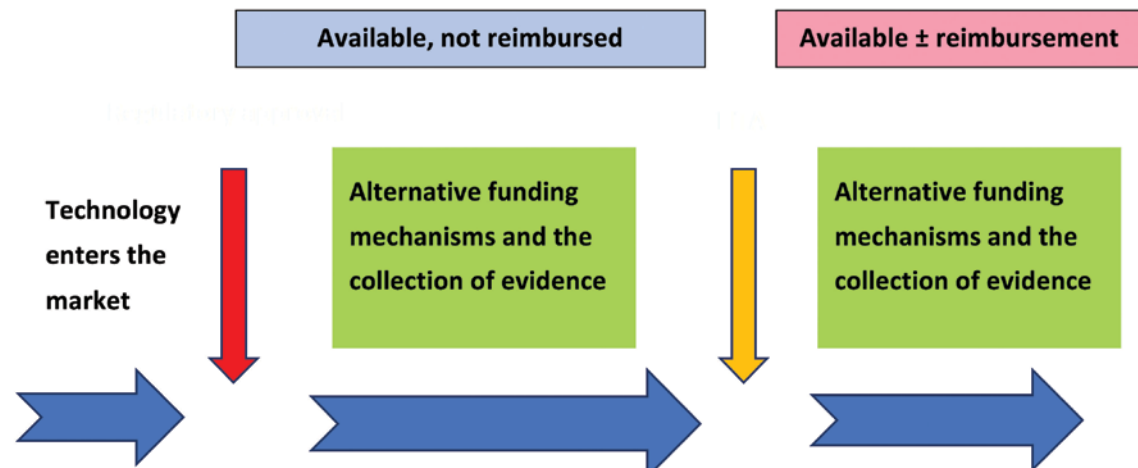 Available, not reimbursed
Available ± reimbursement
Technology
enters the
market
Alternative funding
mechanisms and the
collection of evidence
Alternative funding
mechanisms and the
collection of evidence